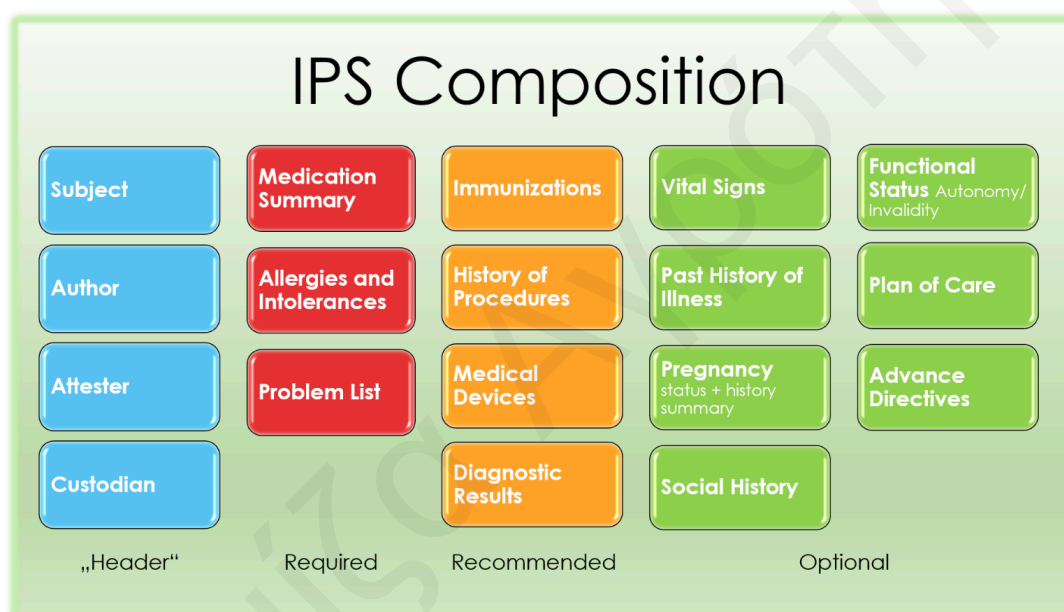 IPS Composition
Subject
Author
Attester
Custodian
„Header“
Medication
Summary
Allergies and
Intolerances
Problem List
Required
Immunizations
History of
Procedures
Medical
Devices
Diagnostic
Results
Recommended
Vital Signs
Past History of
Illness
Pregnancy
status + history
summary
Social History
Functional
Status Autonomy/
Invalidity
Plan of Care
Advance
Directives
Optional